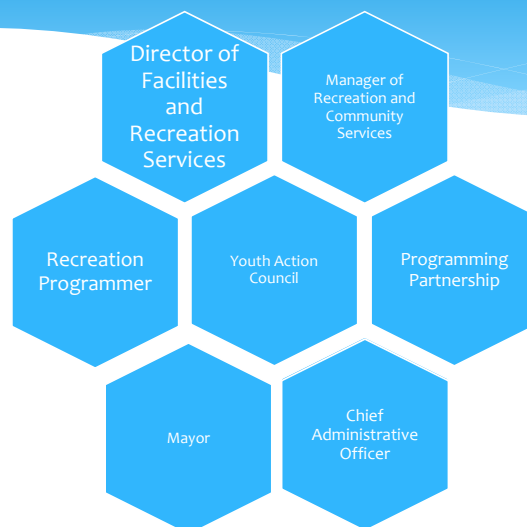 Director of
Facilities
and
Recreation
Services
Manager of
Recreation and
Community
Services
Recreation
Programmer
Youth Action
Council
Programming
Partnership
Mayor
Chief
Administrative
Officer